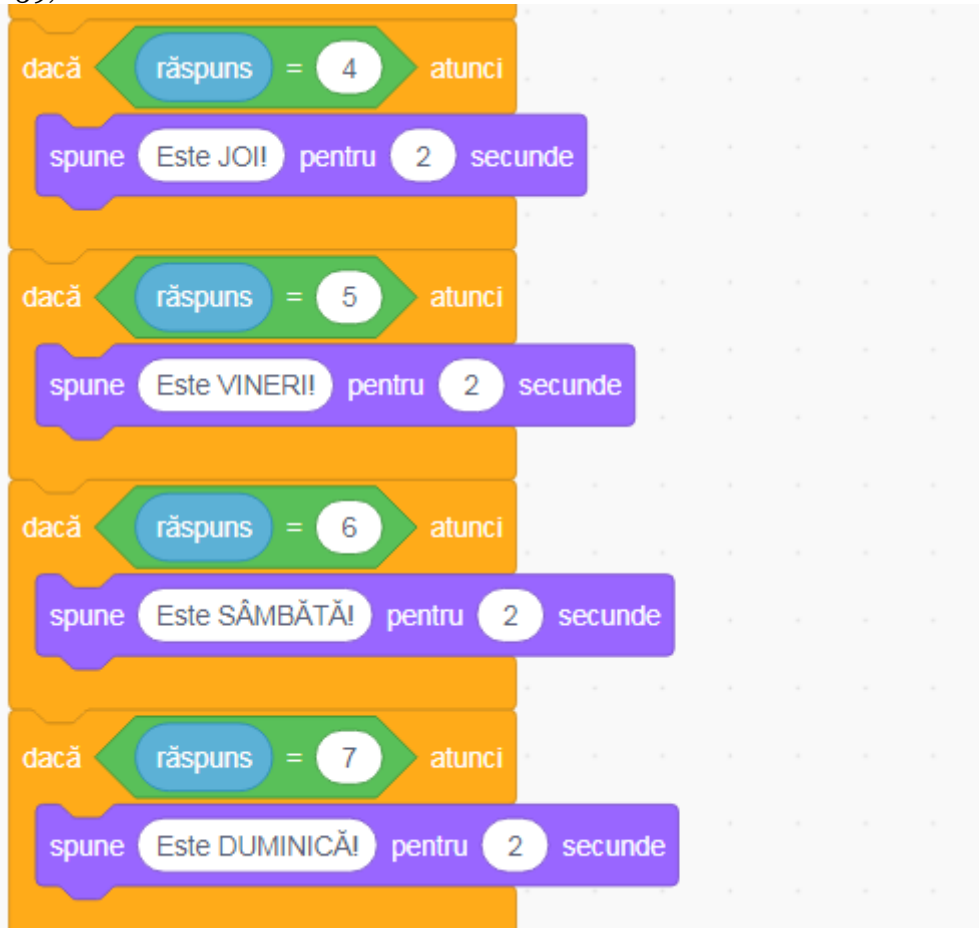 dacă răspuns = 4 atunci
spune Este JOI! pentru 2 secunde
dacă răspuns = 5 atunci
spune Este VINERI! pentru 2 secunde
dacă răspuns = 6 atunci
spune Este SÂMBĂTĂ! pentru 2 secunde
dacă răspuns = 7 atunci
spune Este DUMINICĂ! pentru 2 secunde